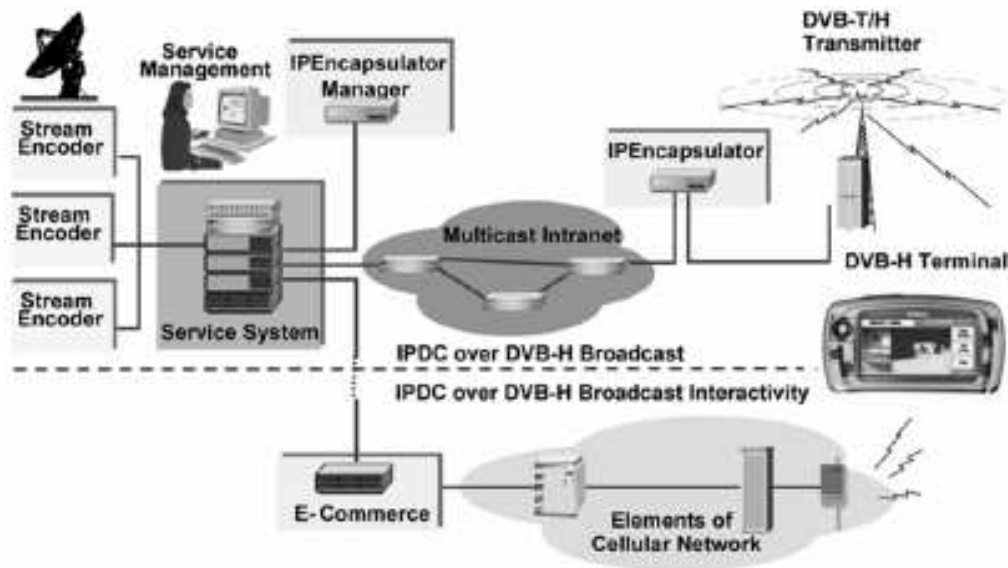 DVB-T/H
Transmitter
Service
Management
IPEncapsulator
Manager
Stream
Encoder
IPEncapsulator
Stream
Encoder
Multicast Intranet
DVB-H Terminal
Stream
Encoder
Service System
IPDC over DVB-H Broadcast
IPDC over DVB-H Broadcast Interactivity
E-Commerce
Elements of
Cellular Network